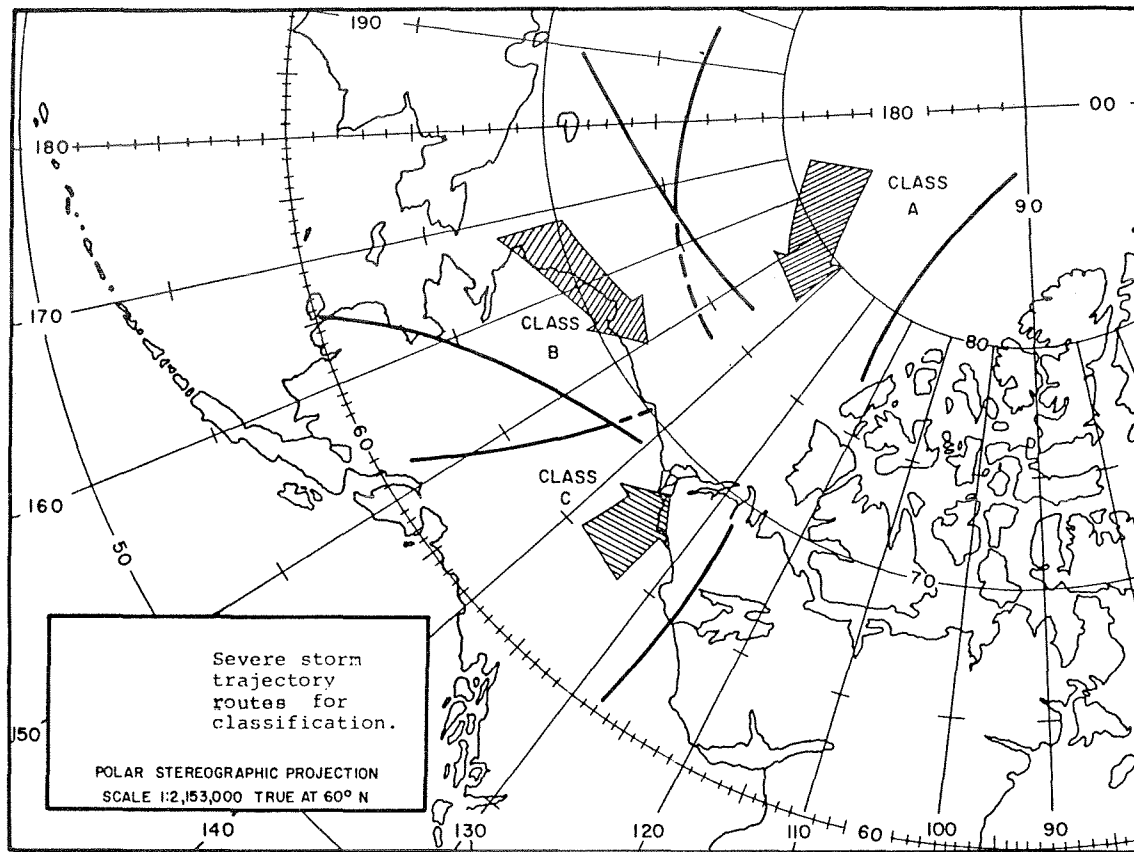 190
180
180
00
CLASS
A
90
170
CLASS
B
80
60
160
CLASS
C
50
70
Severe storm
trajectory
routes for
classification.
150
POLAR STEREOGRAPHIC PROJECTION
SCALE 1:2,153,000 TRUE AT 60° N
140
130
120
110
60
100
90